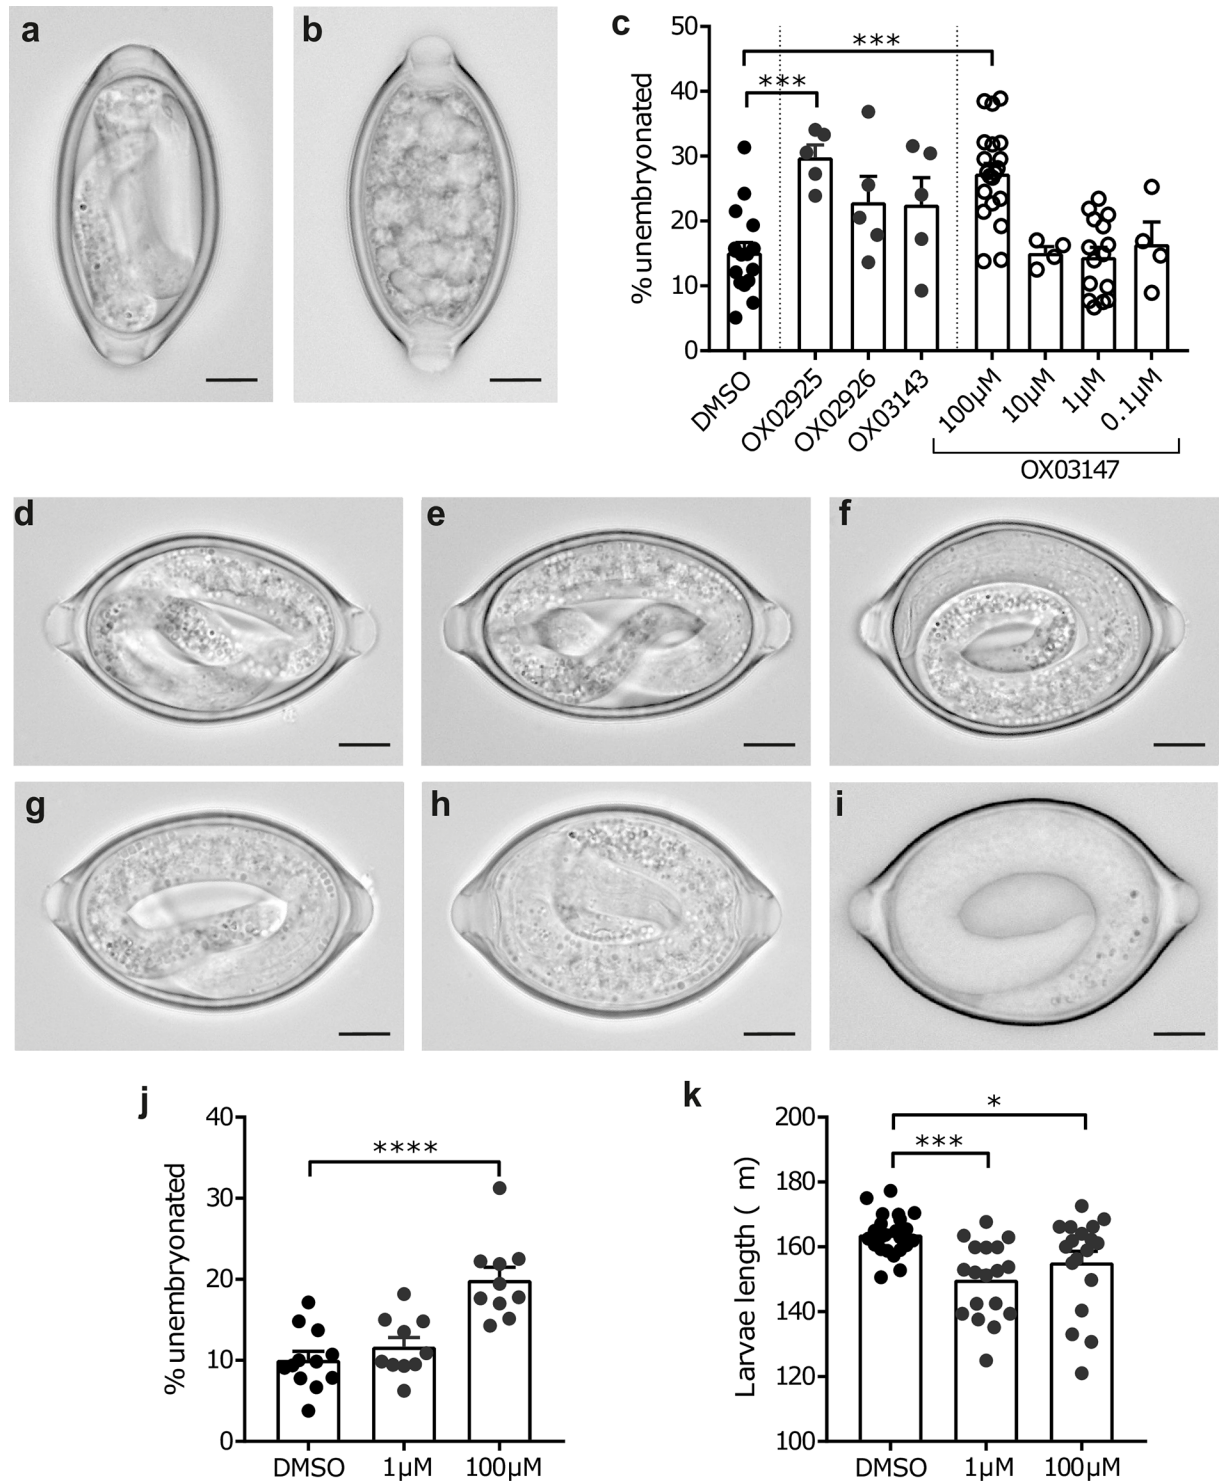 a
b
c
% unembryonated
50
40
30
20
10
0
***
***
DMSO
OX02925
OX02926
OX03143
100µM
10µM
1µM
0.1µM
OX03147
d
e
f
g
h
i
j
% unembryonated
40
30
20
10
0
****
DMSO
1µM
100µM
k
Larvae length ( m)
200
180
160
140
120
100
*
***
DMSO
1µM
100µM